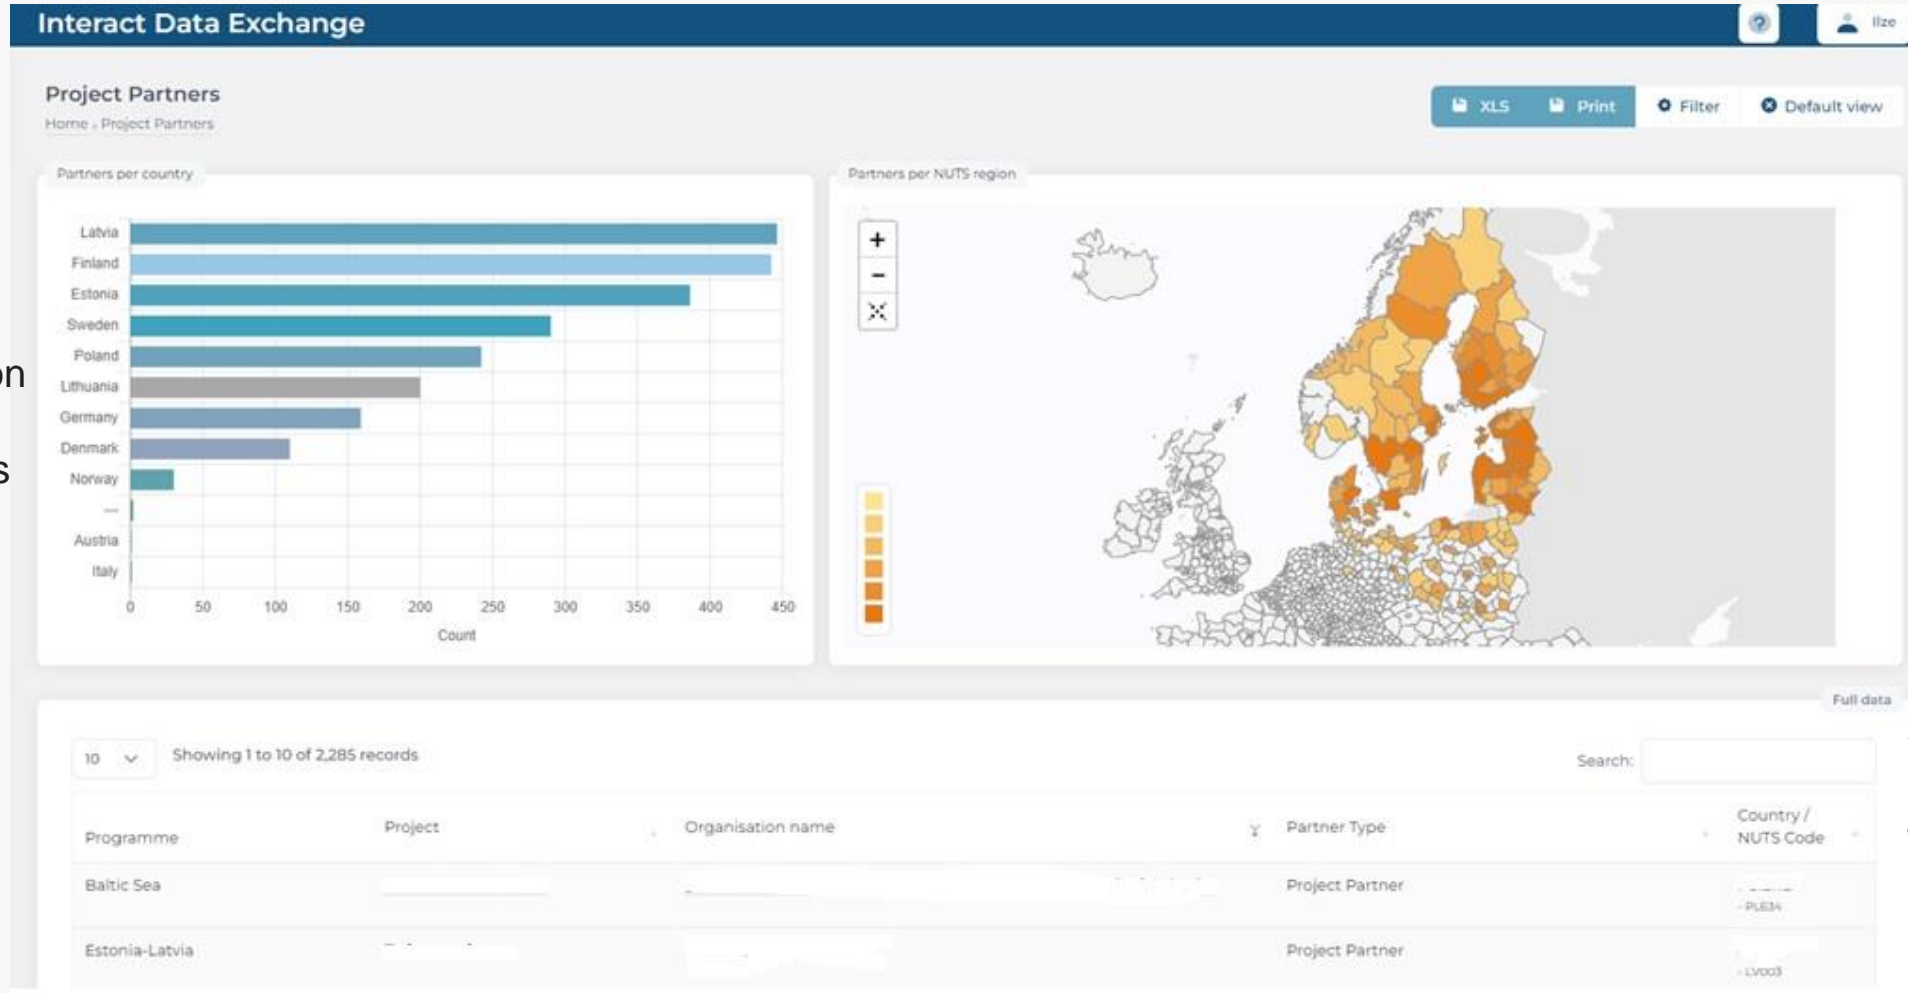 Interact Data Exchange
?
Ilze
Project Partners
Home › Project Partners
XLS
Print
Filter
Default view
Partners per country
Latvia
Finland
Estonia
Sweden
Poland
Lithuania
Germany
Denmark
Norway
---
Austria
Italy
0 50 100 150 200 250 300 350 400 450
Count
Partners per NUTS region
+
−
on
s
Full data
10
Showing 1 to 10 of 2,285 records
Search:
Programme
Project
Organisation name
Partner Type
Country /
NUTS Code
Baltic Sea
Project Partner
- PL634
Estonia-Latvia
Project Partner
- LV003